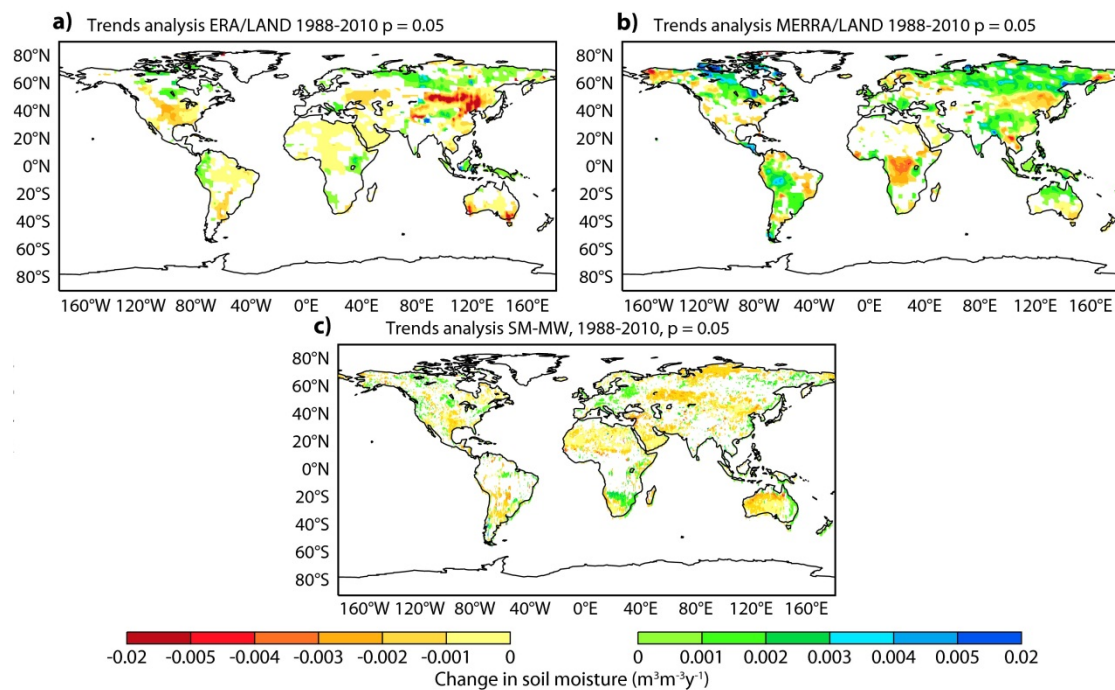 a) Trends analysis ERA/LAND 1988-2010 p = 0.05
80°N
60°N
40°N
20°N
0°N
20°S
40°S
60°S
80°S
160°W 120°W 80°W 40°W 0°E 40°E 80°E 120°E 160°E
b) Trends analysis MERRA/LAND 1988-2010 p = 0.05
80°N
60°N
40°N
20°N
0°N
20°S
40°S
60°S
80°S
160°W 120°W 80°W 40°W 0°E 40°E 80°E 120°E 160°E
c) Trends analysis SM-MW, 1988-2010, p = 0.05
80°N
60°N
40°N
20°N
0°N
20°S
40°S
60°S
80°S
160°W 120°W 80°W 40°W 0°E 40°E 80°E 120°E 160°E
-0.02 -0.005 -0.004 -0.003 -0.002 -0.001 0 0 0.001 0.002 0.003 0.004 0.005 0.02
Change in soil moisture (m³m⁻³y⁻¹)